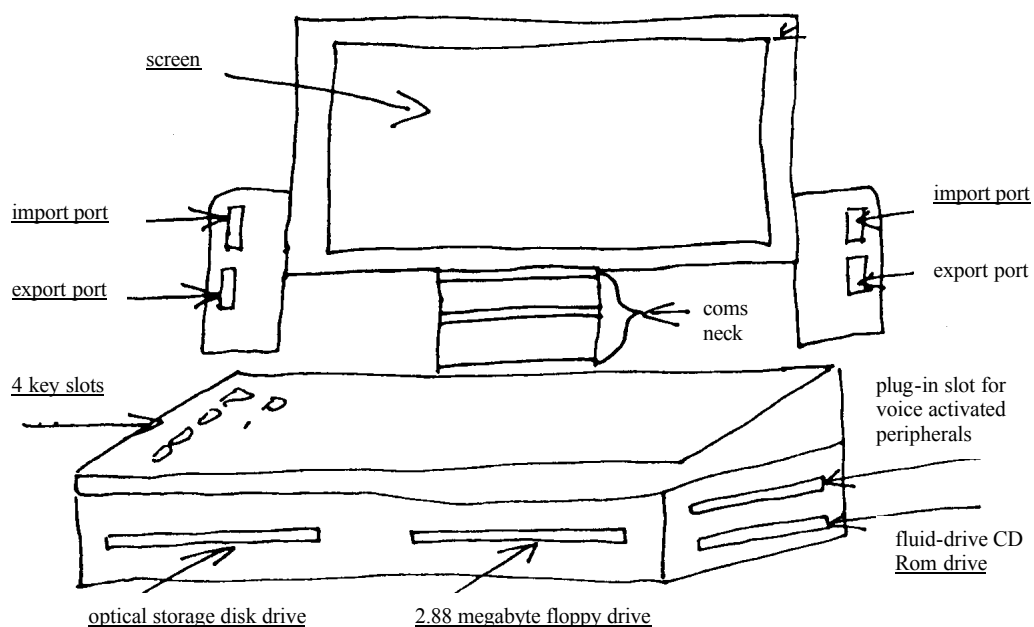 screen
import port
import port
export port
export port
coms
neck
4 key slots
plug-in slot for
voice activated
peripherals
fluid-drive CD
Rom drive
optical storage disk drive
2.88 megabyte floppy drive